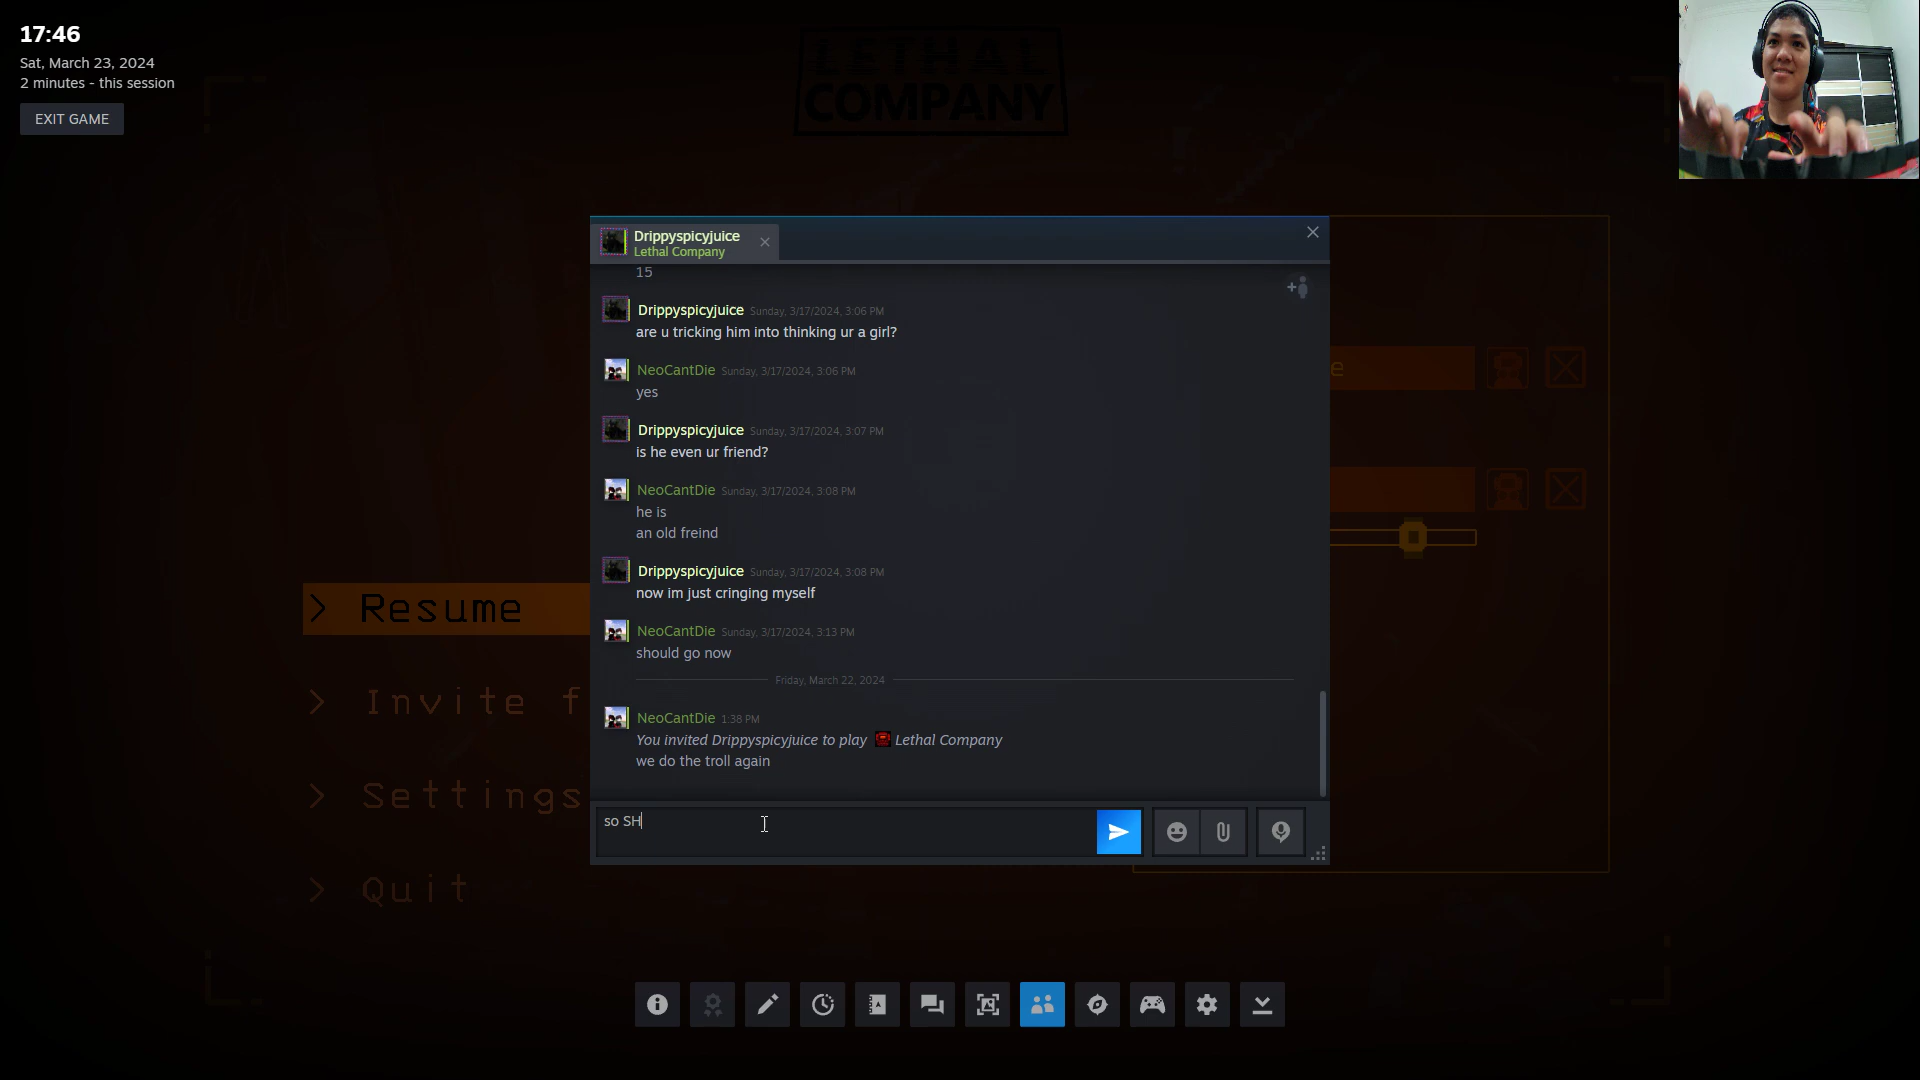 17:46
Sat, March 23, 2024
2 minutes - this session
EXIT GAME
LETHAL
COMPANY
Drippyspicyjuice
Lethal Company
15
Drippyspicyjuice Sunday, 3/17/2024, 3:06 PM
are u tricking him into thinking ur a girl?
NeoCantDie Sunday, 3/17/2024, 3:06 PM
yes
Drippyspicyjuice Sunday, 3/17/2024, 3:07 PM
is he even ur friend?
NeoCantDie Sunday, 3/17/2024, 3:08 PM
he is
an old freind
Drippyspicyjuice Sunday, 3/17/2024, 3:08 PM
now im just cringing myself
NeoCantDie Sunday, 3/17/2024, 3:13 PM
should go now
Friday, March 22, 2024
NeoCantDie 1:38 PM
You invited Drippyspicyjuice to play Lethal Company
we do the troll again
so SH
> Resume
> Invite f
> Settings
> Quit
e